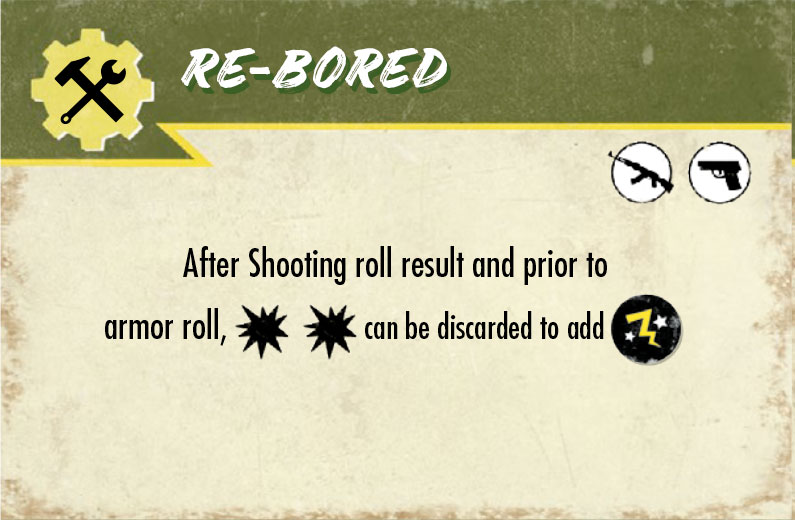 RE-BORED
After Shooting roll result and prior to
armor roll, can be discarded to add